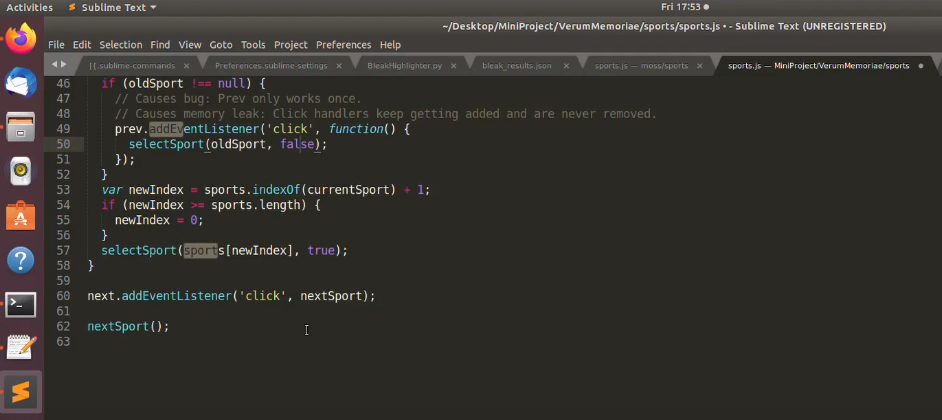 Activities Sublime Text Fri 17:53
~/Desktop/MiniProject/VerumMemoriae/sports/sports.js • - Sublime Text (UNREGISTERED)
File Edit Selection Find View Goto Tools Project Preferences Help
{{.sublime-commands × Preferences.sublime-settings × BleakHighlighter.py × bleak_results.json × sports.js — moss/sports × sports.js — MiniProject/VerumMemoriae/sports
46 if (oldSport !== null) {
47 // Causes bug: Prev only works once.
48 // Causes memory leak: Click handlers keep getting added and are never removed.
49 prev.addEventListener('click', function() {
50 selectSport(oldSport, false);
51 });
52 }
53 var newIndex = sports.indexOf(currentSport) + 1;
54 if (newIndex >= sports.length) {
55 newIndex = 0;
56 }
57 selectSport(sports[newIndex], true);
58 }
59
60 next.addEventListener('click', nextSport);
61
62 nextSport();
63